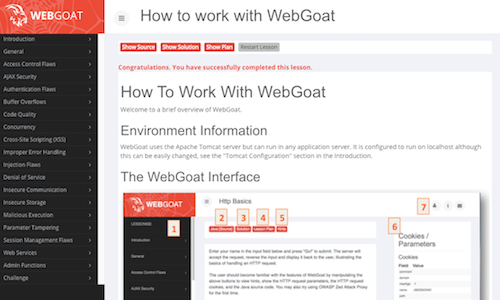 WEBGOAT
How to work with WebGoat
Introduction
General
Access Control Flaws
AJAX Security
Authentication Flaws
Buffer Overflows
Code Quality
Concurrency
Cross-Site Scripting (XSS)
Improper Error Handling
Injection Flaws
Denial of Service
Insecure Communication
Insecure Storage
Malicious Execution
Parameter Tampering
Session Management Flaws
Web Services
Admin Functions
Challenge
Show Source Show Solution Show Plan Restart Lesson
Congratulations. You have successfully completed this lesson.
How To Work With WebGoat
Welcome to a brief overview of WebGoat.
Environment Information
WebGoat uses the Apache Tomcat server but can run in any application server. It is configured to run on localhost although
this can be easily changed, see the "Tomcat Configuration" section in the Introduction.
The WebGoat Interface
WEBGOAT
Http Basics
7
1
2 3 4 5
Java [Source] Solution Lesson Plan Hints
6
Introduction
General
Access Control Flaws
AJAX Security
Enter your name in the input field below and press "Go!" to submit. The server will
accept the request, reverse the input and display it back to the user, illustrating the
basics of handling an HTTP request.
The user should become familiar with the features of WebGoat by manipulating the
above buttons to view hints, show the HTTP request parameters, the HTTP request
cookies, and the Java source code. You may also try using OWASP Zed Attack Proxy
for the first time.
Cookies /
Parameters
Cookies
Field Value